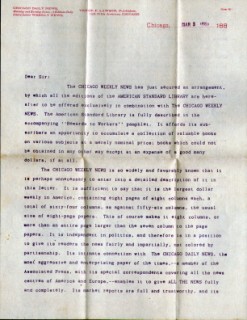 Chicago,
Dear Sir:
The CHICAGO WEEKLY NEWS has just secured an arrangement,
by which all the editions of the AMERICAN STANDARD LIBRARY are here-
after to be offered exclusively in connection with The CHICAGO WEEKLY
NEWS. The American Standard Library is fully described in the
accompanying "Rewards to Workers" pamphlet. It affords its sub-
scribers an opportunity to accumulate a collection of valuable books
on various subjects at a merely nominal price; books which could not
be obtained in any other way except at an expense of a good many
dollars, if at all.
The CHICAGO WEEKLY NEWS is so widely and favorably known that it
is perhaps unnecessary to enter into a detailed description of it in
this letter. It is sufficient to say that it is the largest dollar
weekly in America, containing eight pages of eight columns each, a
total of sixty-four columns, as against fifty-six columns, the usual
size of eight-page papers. This of course makes it eight columns, or
more than an entire page larger than the seven column to the page
papers. It is independent in politics, and therefore is in a position
to give its readers the news fairly and impartially, not colored by
partisanship. Its intimate connection with The CHICAGO DAILY NEWS, the
most aggressive and enterprising paper of the times,--a member of the
Associated Press, with its special correspondents covering all the news
centres of America and Europe,--enables it to give ALL THE NEWS fully
and completely. Its market reports are full and trustworthy, and its